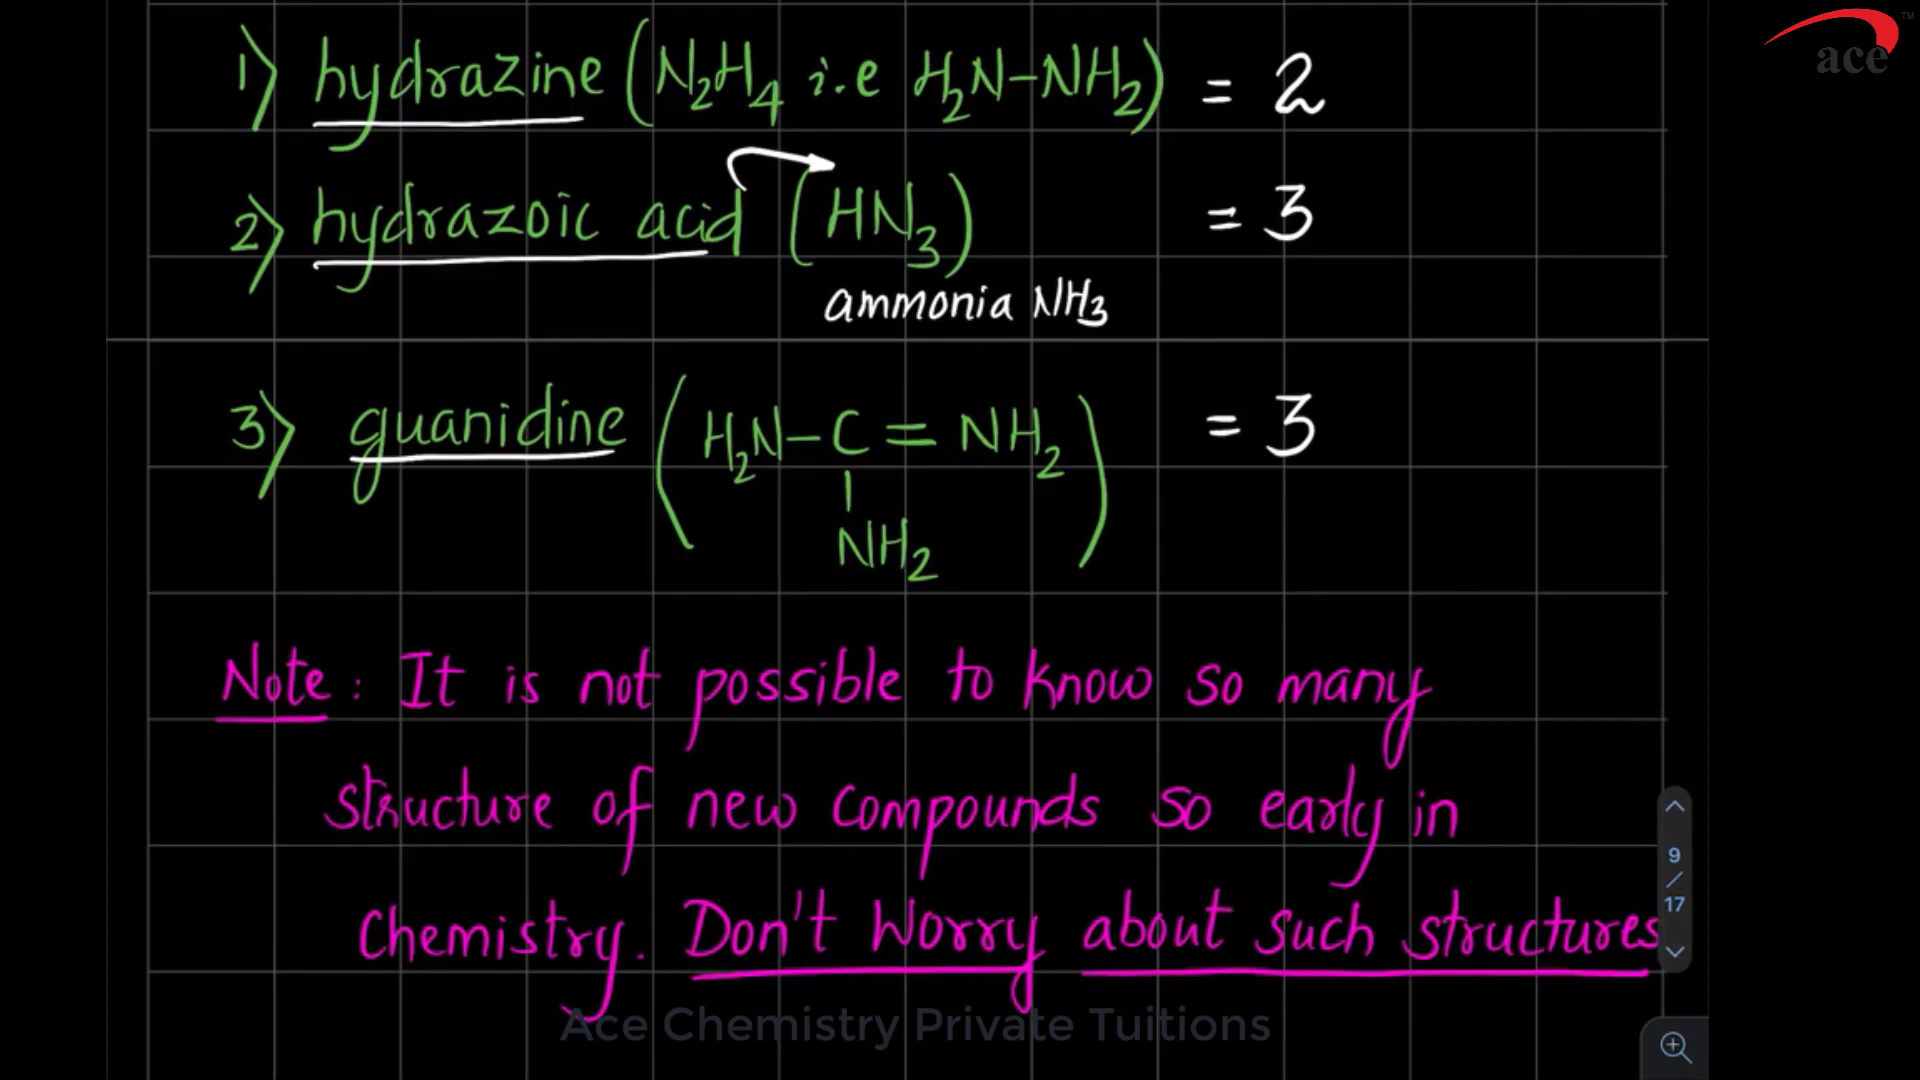 ace TM
1) hydrazine (N₂H₄ i.e H₂N-NH₂) = 2
2) hydrazoic acid (HN₃) = 3
ammonia NH₃
3) guanidine (H₂N-C=NH₂) = 3
NH₂
Note: It is not possible to know so many
structure of new compounds so early in
Chemistry. Don't Worry about such structures
9
/
17
Ace Chemistry Private Tuitions